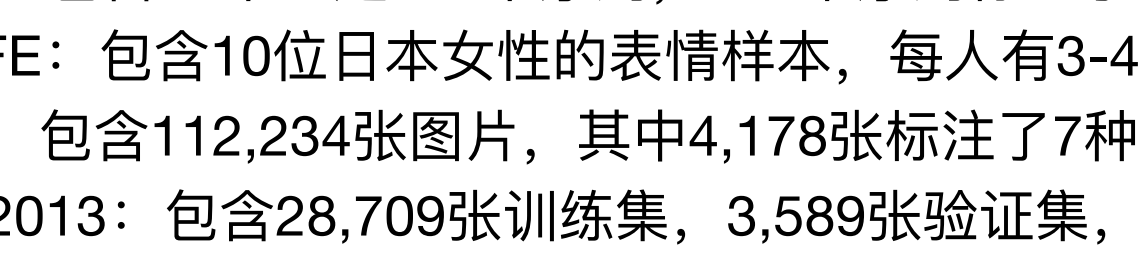 FE：包含10位日本女性的表情样本，每人有3-4
包含112,234张图片，其中4,178张标注了7种
2013：包含28,709张训练集，3,589张验证集，